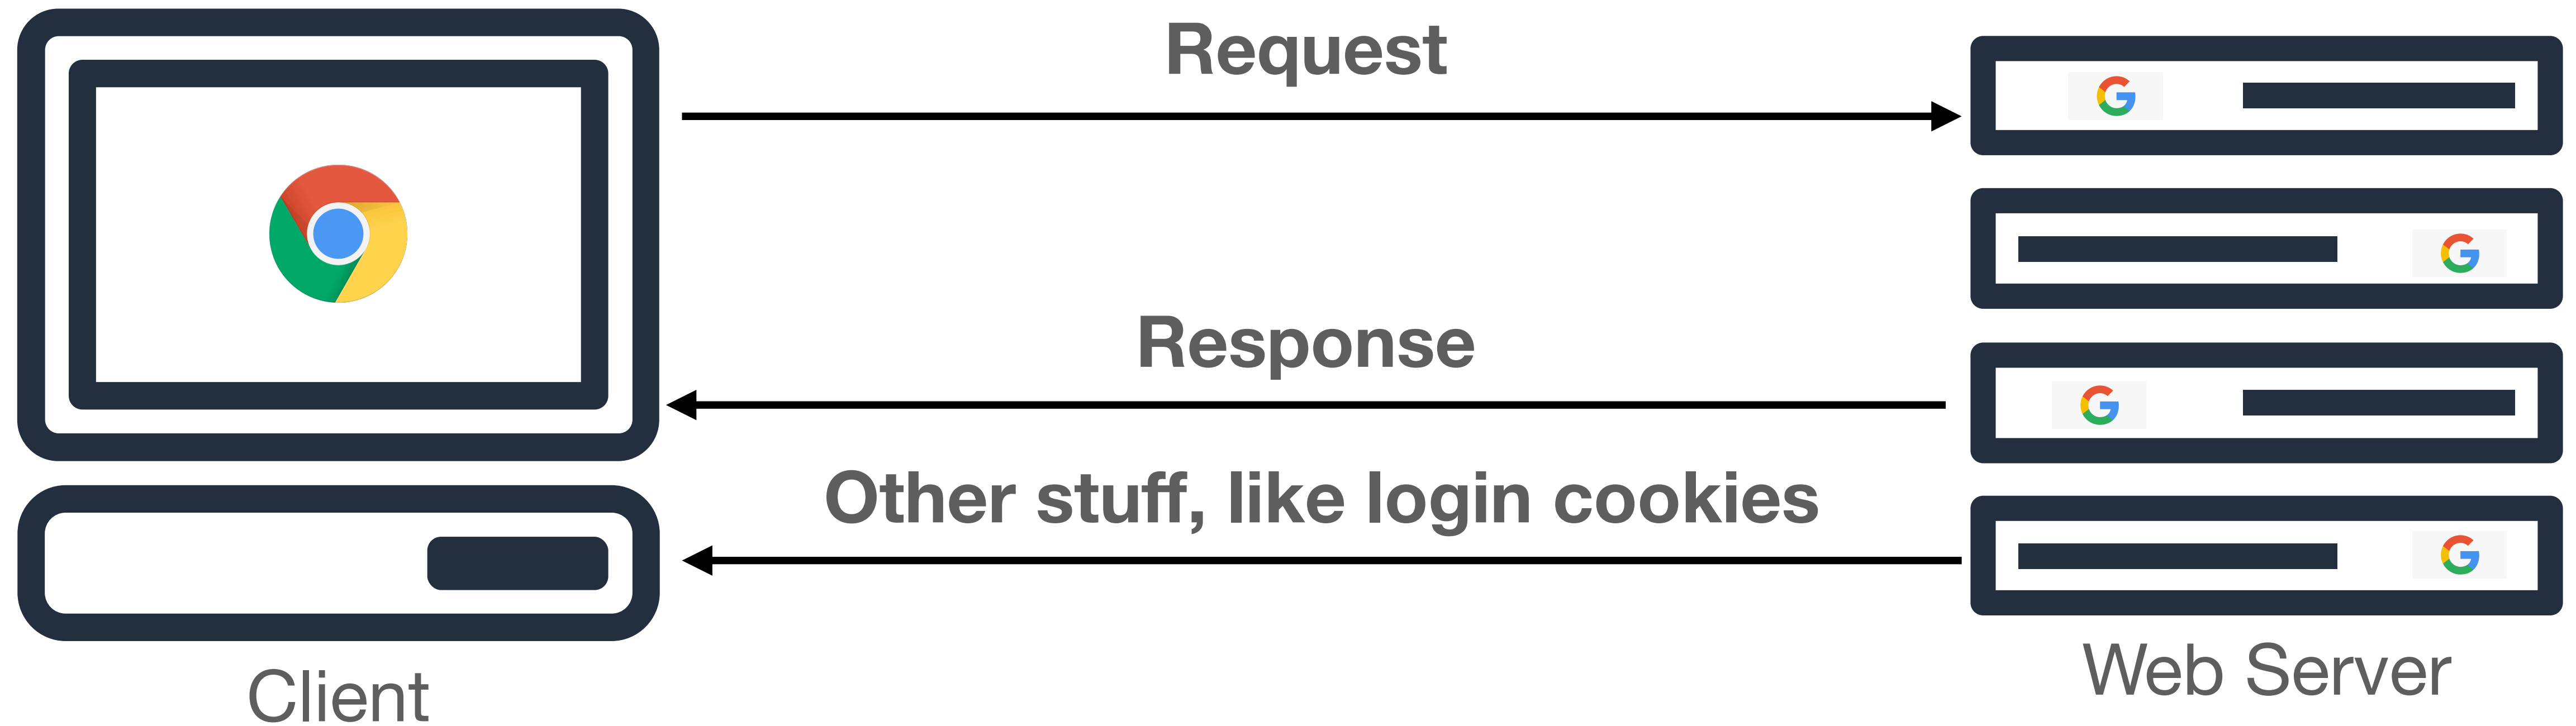 Request
Response
Other stuff, like login cookies
Client
Web Server